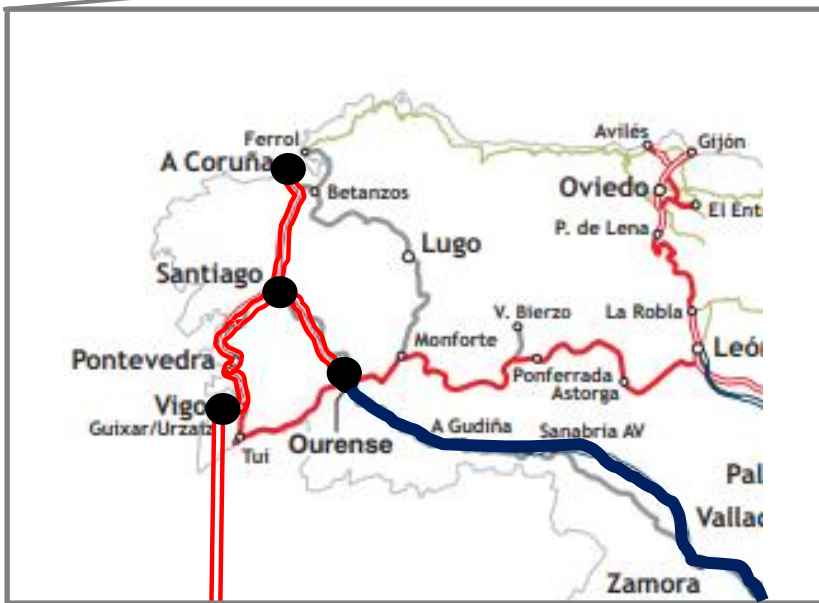 Ferrol
Avilés
Gijón
A Coruña
Betanzos
Oviedo
El Ent
P. de Lena
Lugo
Santiago
V. Bierzo
La Robla
Monforte
León
Pontevedra
Ponferrada
Astorga
Vigo
Guixar/Urzaiz
A Gudiña
Sanabria AV
Ourense
Tui
Pal
Vallad
Zamora